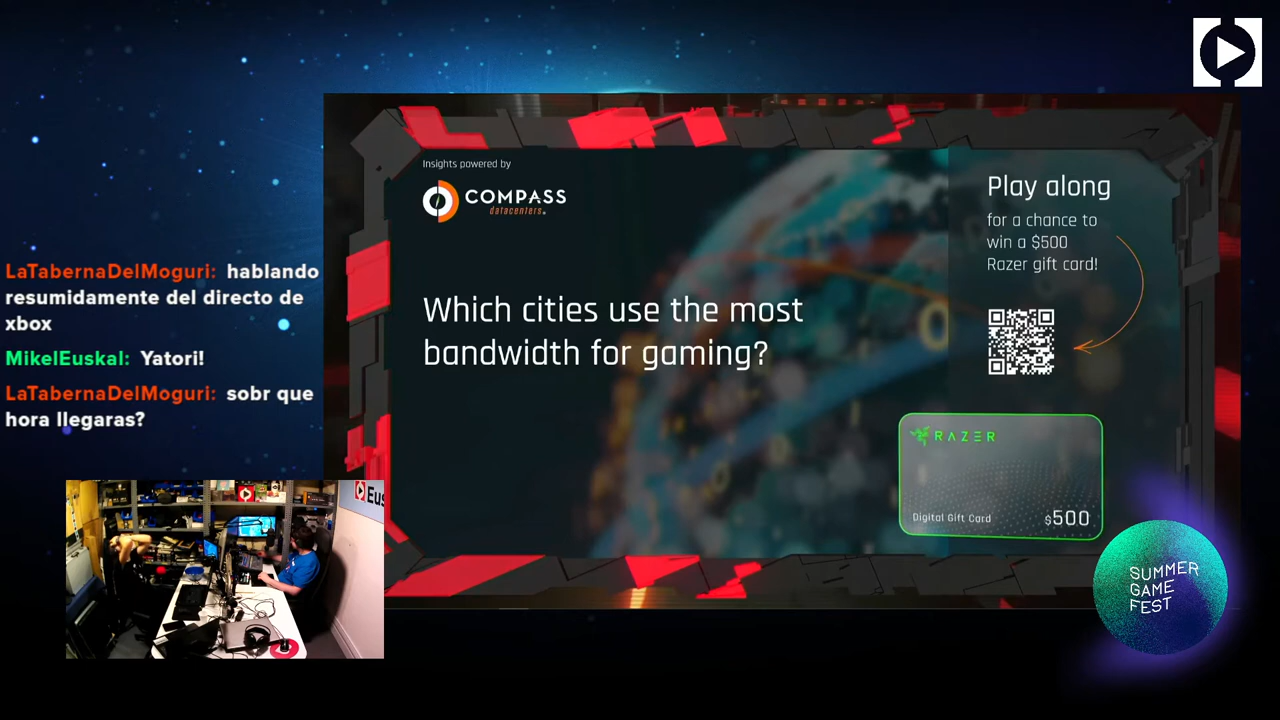 Insights powered by
COMPASS
datacenters.
Which cities use the most
bandwidth for gaming?
Play along
for a chance to
win a $500
Razer gift card!
RAZER
Digital Gift Card
$500
SUMMER
GAME
FEST
LaTabernaDelMoguri: hablando
resumidamente del directo de
xbox
MikelEuskal: Yatori!
LaTabernaDelMoguri: sobr que
hora llegaras?
Eus